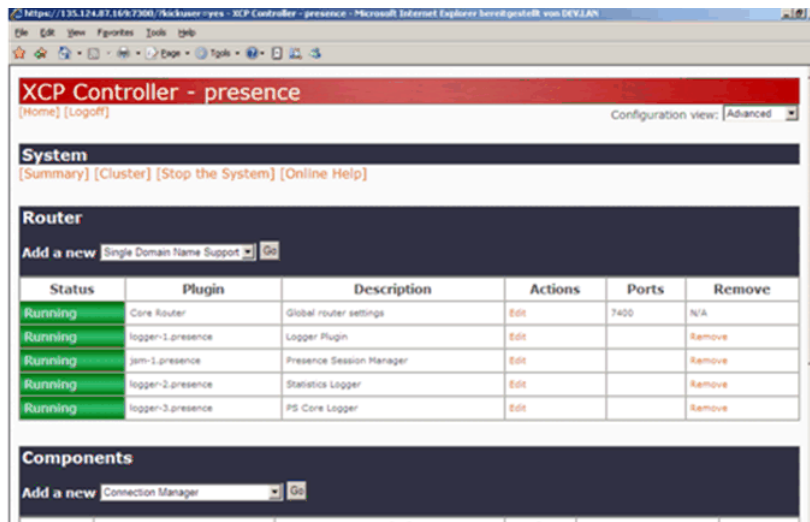 https://135.124.87.169:7300/?kickuser=yes - XCP Controller - presence - Microsoft Internet Explorer bereitgestellt von DEV.LAN
File Edit View Favorites Tools Help
Page Tools
XCP Controller - presence
[Home] [Logoff]
Configuration view: Advanced
System
[Summary] [Cluster] [Stop the System] [Online Help]
Router
Add a new Single Domain Name Support Go
Status Plugin Description Actions Ports Remove
Running Core Router Global router settings Edit 7400 N/A
Running logger-1.presence Logger Plugin Edit Remove
Running jsm-1.presence Presence Session Manager Edit Remove
Running logger-2.presence Statistics Logger Edit Remove
Running logger-3.presence PS Core Logger Edit Remove
Components
Add a new Connection Manager Go